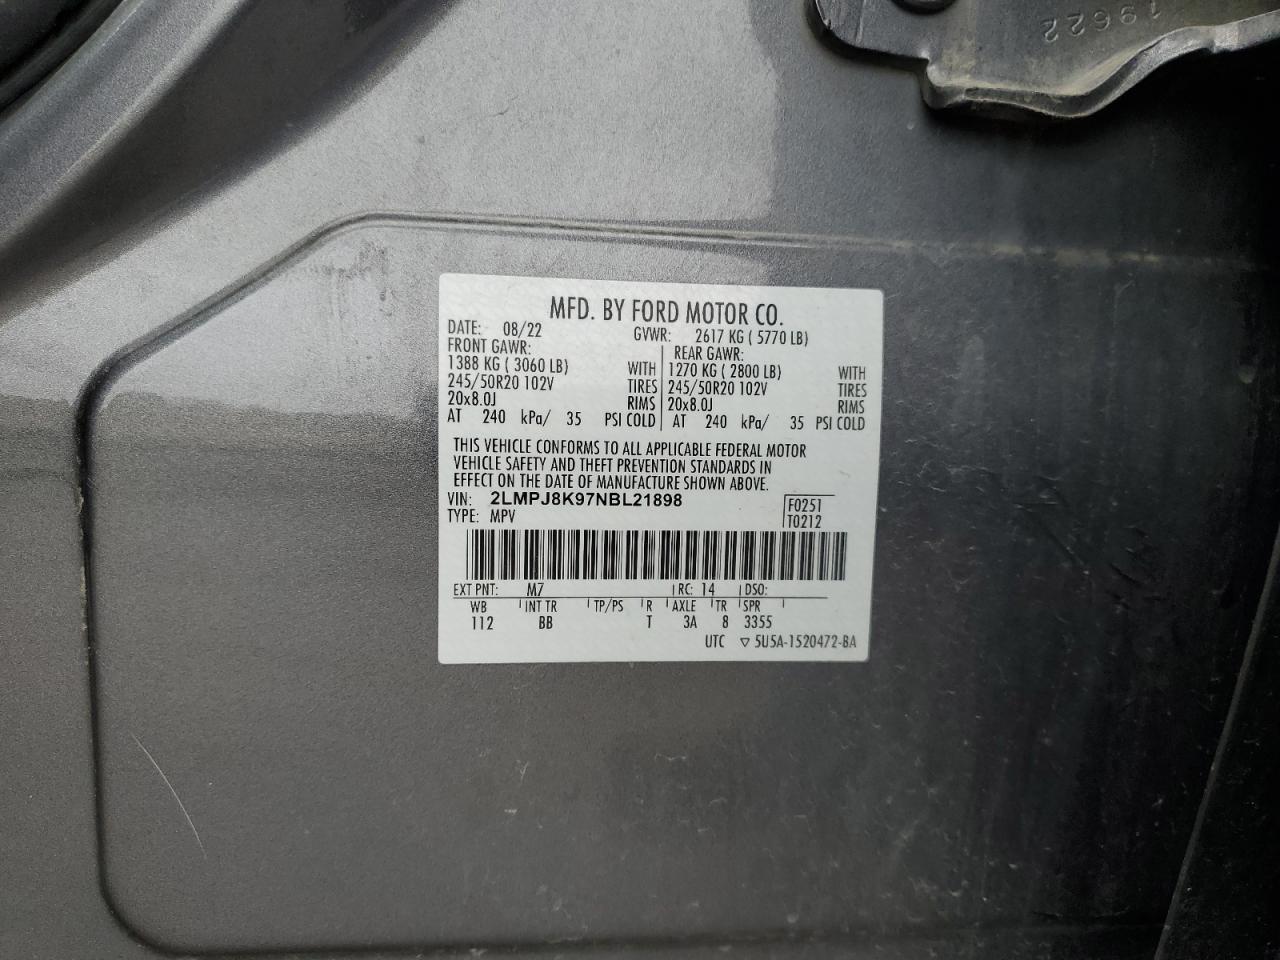 19622
MFD. BY FORD MOTOR CO.
DATE: 08/22 GVWR: 2617 KG ( 5770 LB)
FRONT GAWR: REAR GAWR:
1388 KG ( 3060 LB) WITH 1270 KG ( 2800 LB) WITH
245/50R20 102V TIRES 245/50R20 102V TIRES
20x8.0J RIMS 20x8.0J RIMS
AT 240 kPa/ 35 PSI COLD AT 240 kPa/ 35 PSI COLD
THIS VEHICLE CONFORMS TO ALL APPLICABLE FEDERAL MOTOR
VEHICLE SAFETY AND THEFT PREVENTION STANDARDS IN
EFFECT ON THE DATE OF MANUFACTURE SHOWN ABOVE.
VIN: 2LMPJ8K97NBL21898 F0251
TYPE: MPV T0212
EXT PNT: M7 RC: 14 DSO:
WB INT TR TP/PS R AXLE TR SPR
112 BB T 3A 8 3355
UTC ▽ 5U5A-1520472-BA